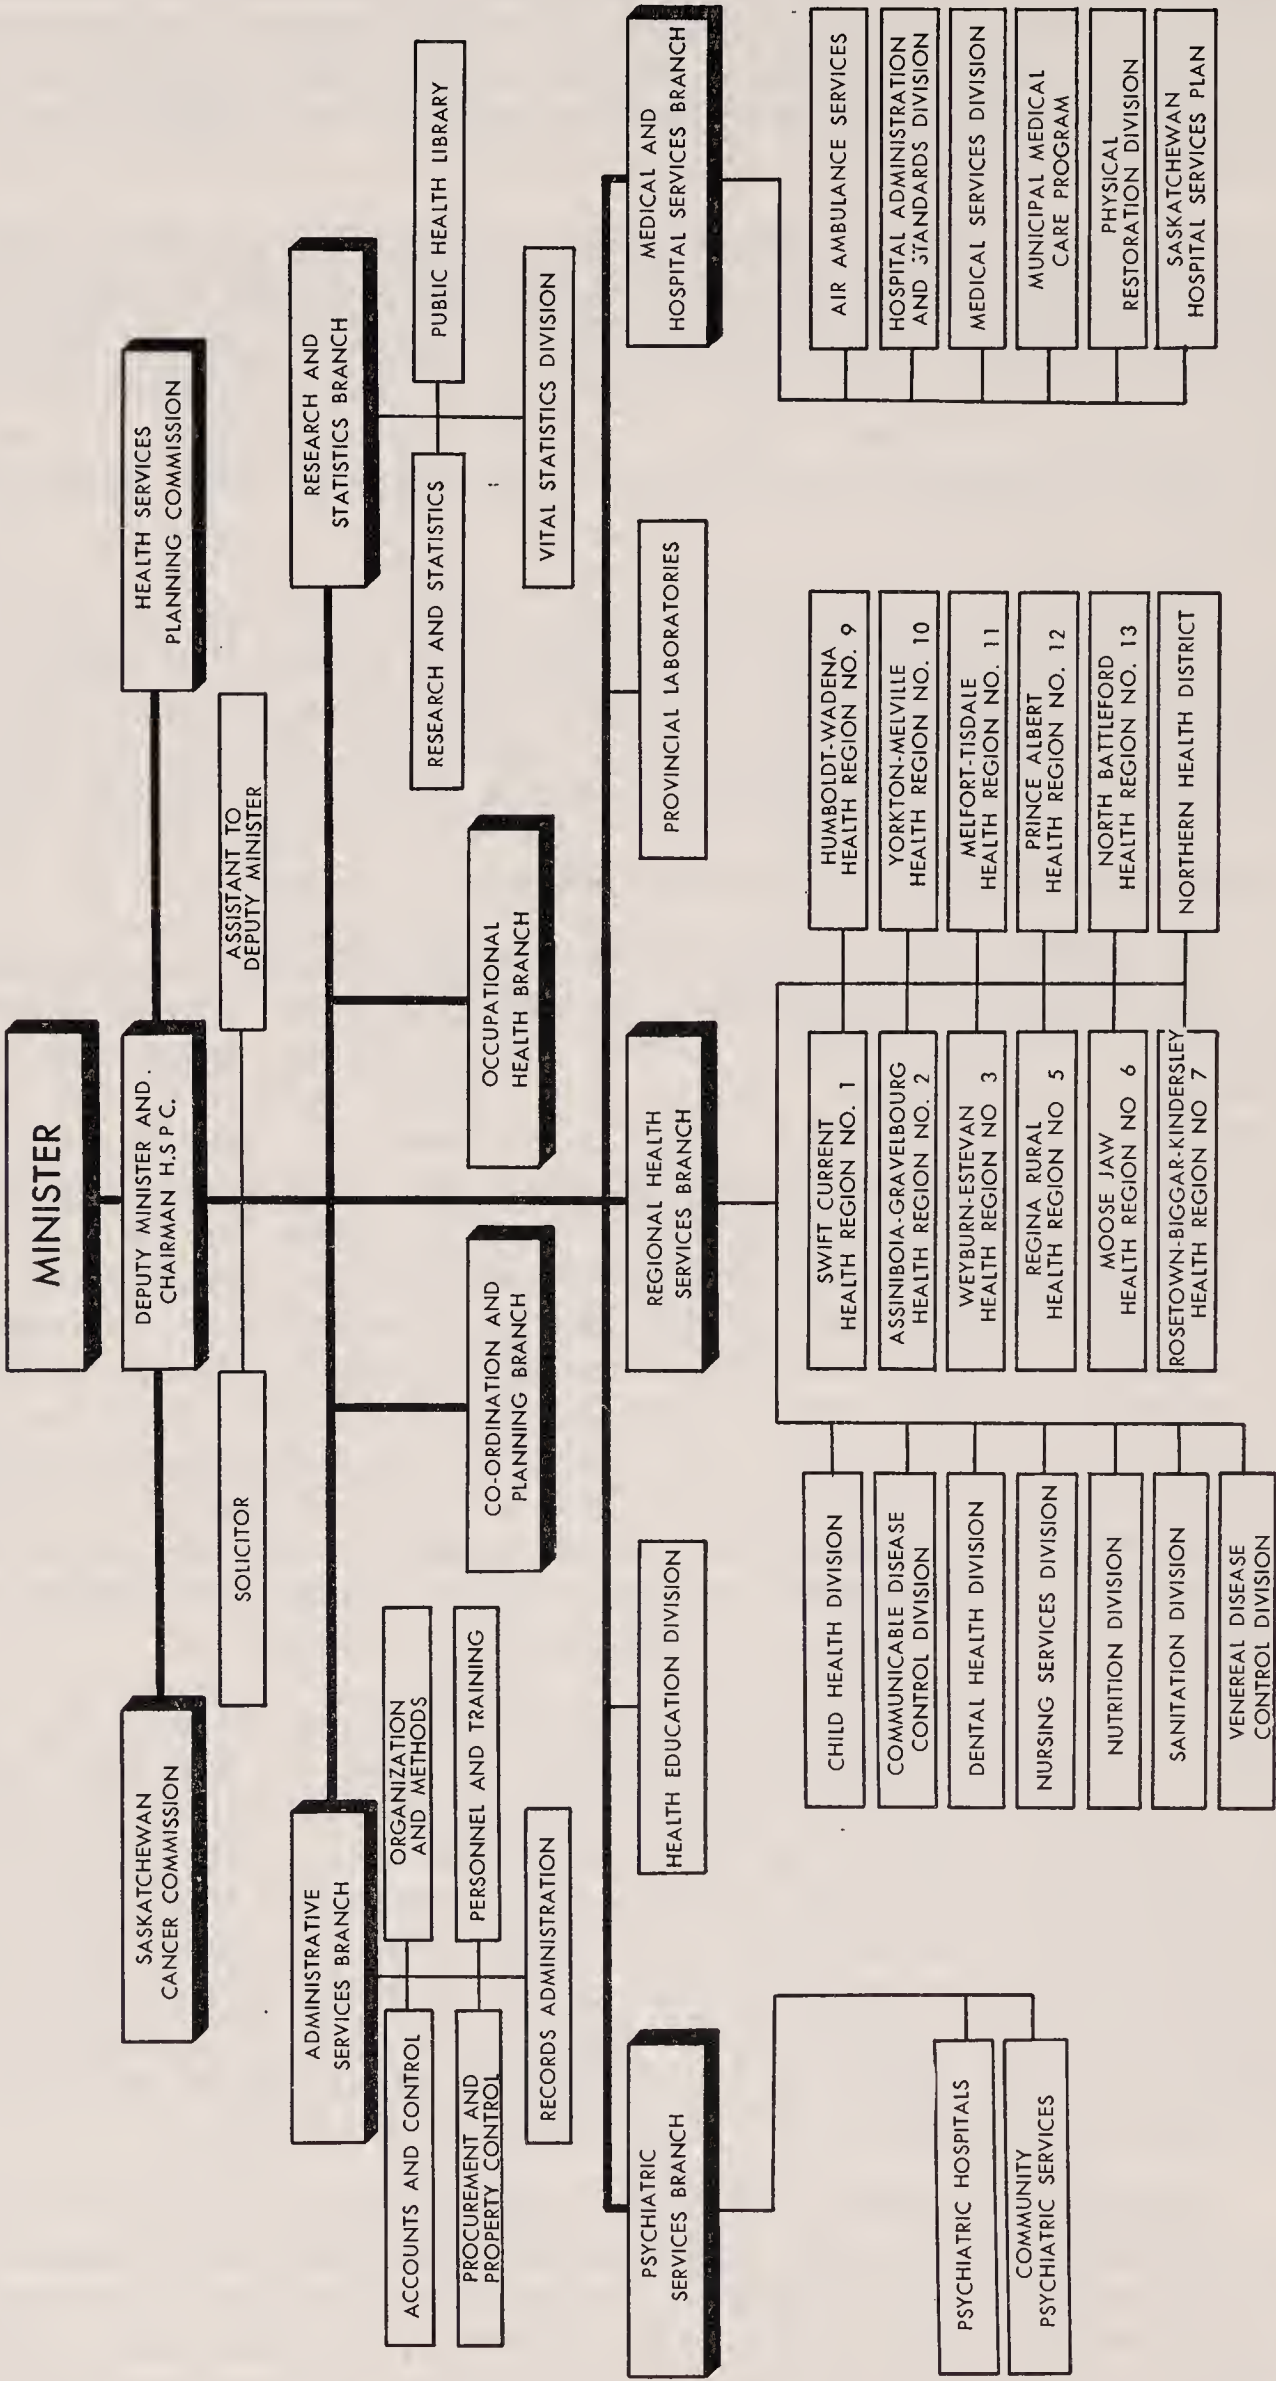 MINISTER
SASKATCHEWAN
CANCER COMMISSION
DEPUTY MINISTER AND .
CHAIRMAN H.S P C.
HEALTH SERVICES
PLANNING COMMISSION
SOLICITOR
ASSISTANT TO
DEPUTY MINISTER
ADMINISTRATIVE
SERVICES BRANCH
RESEARCH AND
STATISTICS BRANCH
ACCOUNTS AND CONTROL
ORGANIZATION
AND METHODS
PROCUREMENT AND
PROPERTY CONTROL
PERSONNEL AND TRAINING
RECORDS ADMINISTRATION
CO-ORDINATION AND
PLANNING BRANCH
OCCUPATIONAL
HEALTH BRANCH
RESEARCH AND STATISTICS
PUBLIC HEALTH LIBRARY
VITAL STATISTICS DIVISION
PSYCHIATRIC
SERVICES BRANCH
HEALTH EDUCATION DIVISION
REGIONAL HEALTH
SERVICES BRANCH
PROVINCIAL LABORATORIES
MEDICAL AND
HOSPITAL SERVICES BRANCH
PSYCHIATRIC HOSPITALS
COMMUNITY
PSYCHIATRIC SERVICES
CHILD HEALTH DIVISION
COMMUNICABLE DISEASE
CONTROL DIVISION
DENTAL HEALTH DIVISION
NURSING SERVICES DIVISION
NUTRITION DIVISION
SANITATION DIVISION
VENEREAL DISEASE
CONTROL DIVISION
SWIFT CURRENT
HEALTH REGION NO. 1
ASSINIBOIA-GRAVELBOURG
HEALTH REGION NO. 2
WEYBURN-ESTEVAN
HEALTH REGION NO 3
REGINA RURAL
HEALTH REGION NO 5
MOOSE JAW
HEALTH REGION NO 6
ROSETOWN-BIGGAR-KINDERSLEY
HEALTH REGION NO 7
HUMBOLDT-WADENA
HEALTH REGION NO. 9
YORKTON-MELVILLE
HEALTH REGION NO. 10
MELFORT-TISDALE
HEALTH REGION NO. 11
PRINCE ALBERT
HEALTH REGION NO. 12
NORTH BATTLEFORD
HEALTH REGION NO. 13
NORTHERN HEALTH DISTRICT
AIR AMBULANCE SERVICES
HOSPITAL ADMINISTRATION
AND STANDARDS DIVISION
MEDICAL SERVICES DIVISION
MUNICIPAL MEDICAL
CARE PROGRAM
PHYSICAL
RESTORATION DIVISION
SASKATCHEWAN
HOSPITAL SERVICES PLAN